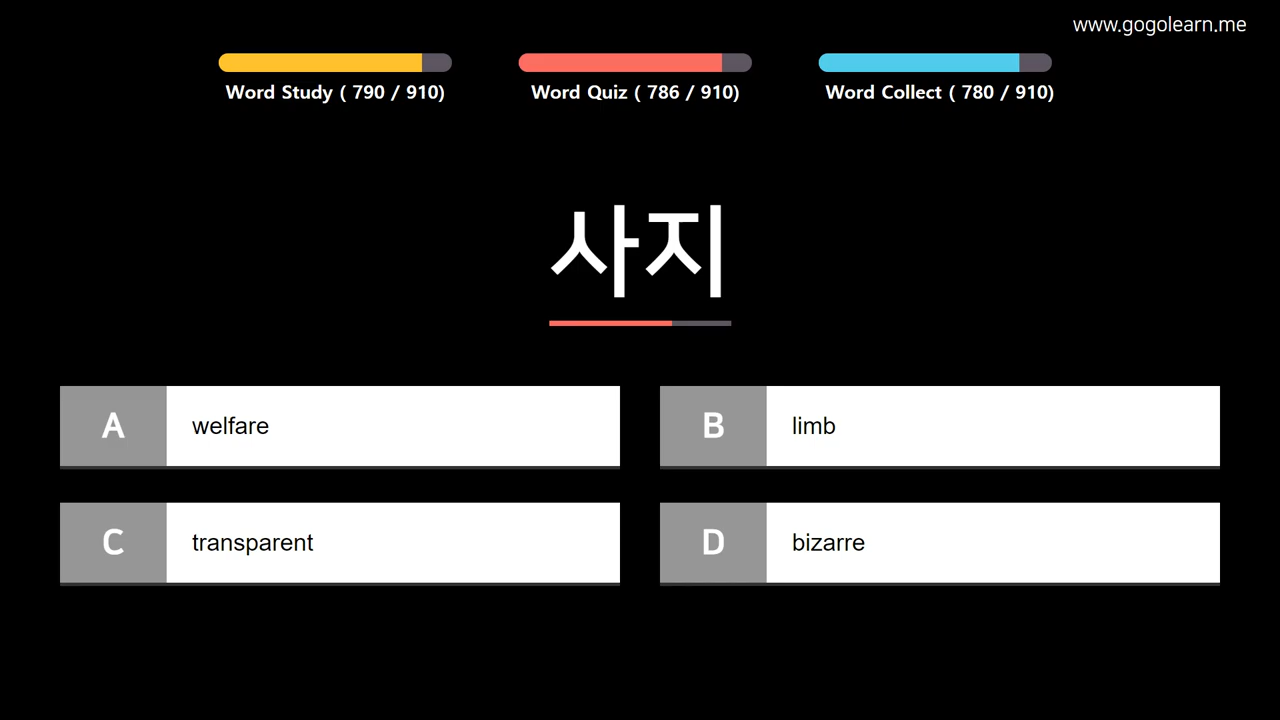 www.gogolearn.me
Word Study ( 790 / 910)
Word Quiz ( 786 / 910)
Word Collect ( 780 / 910)
사지
A welfare
B limb
C transparent
D bizarre